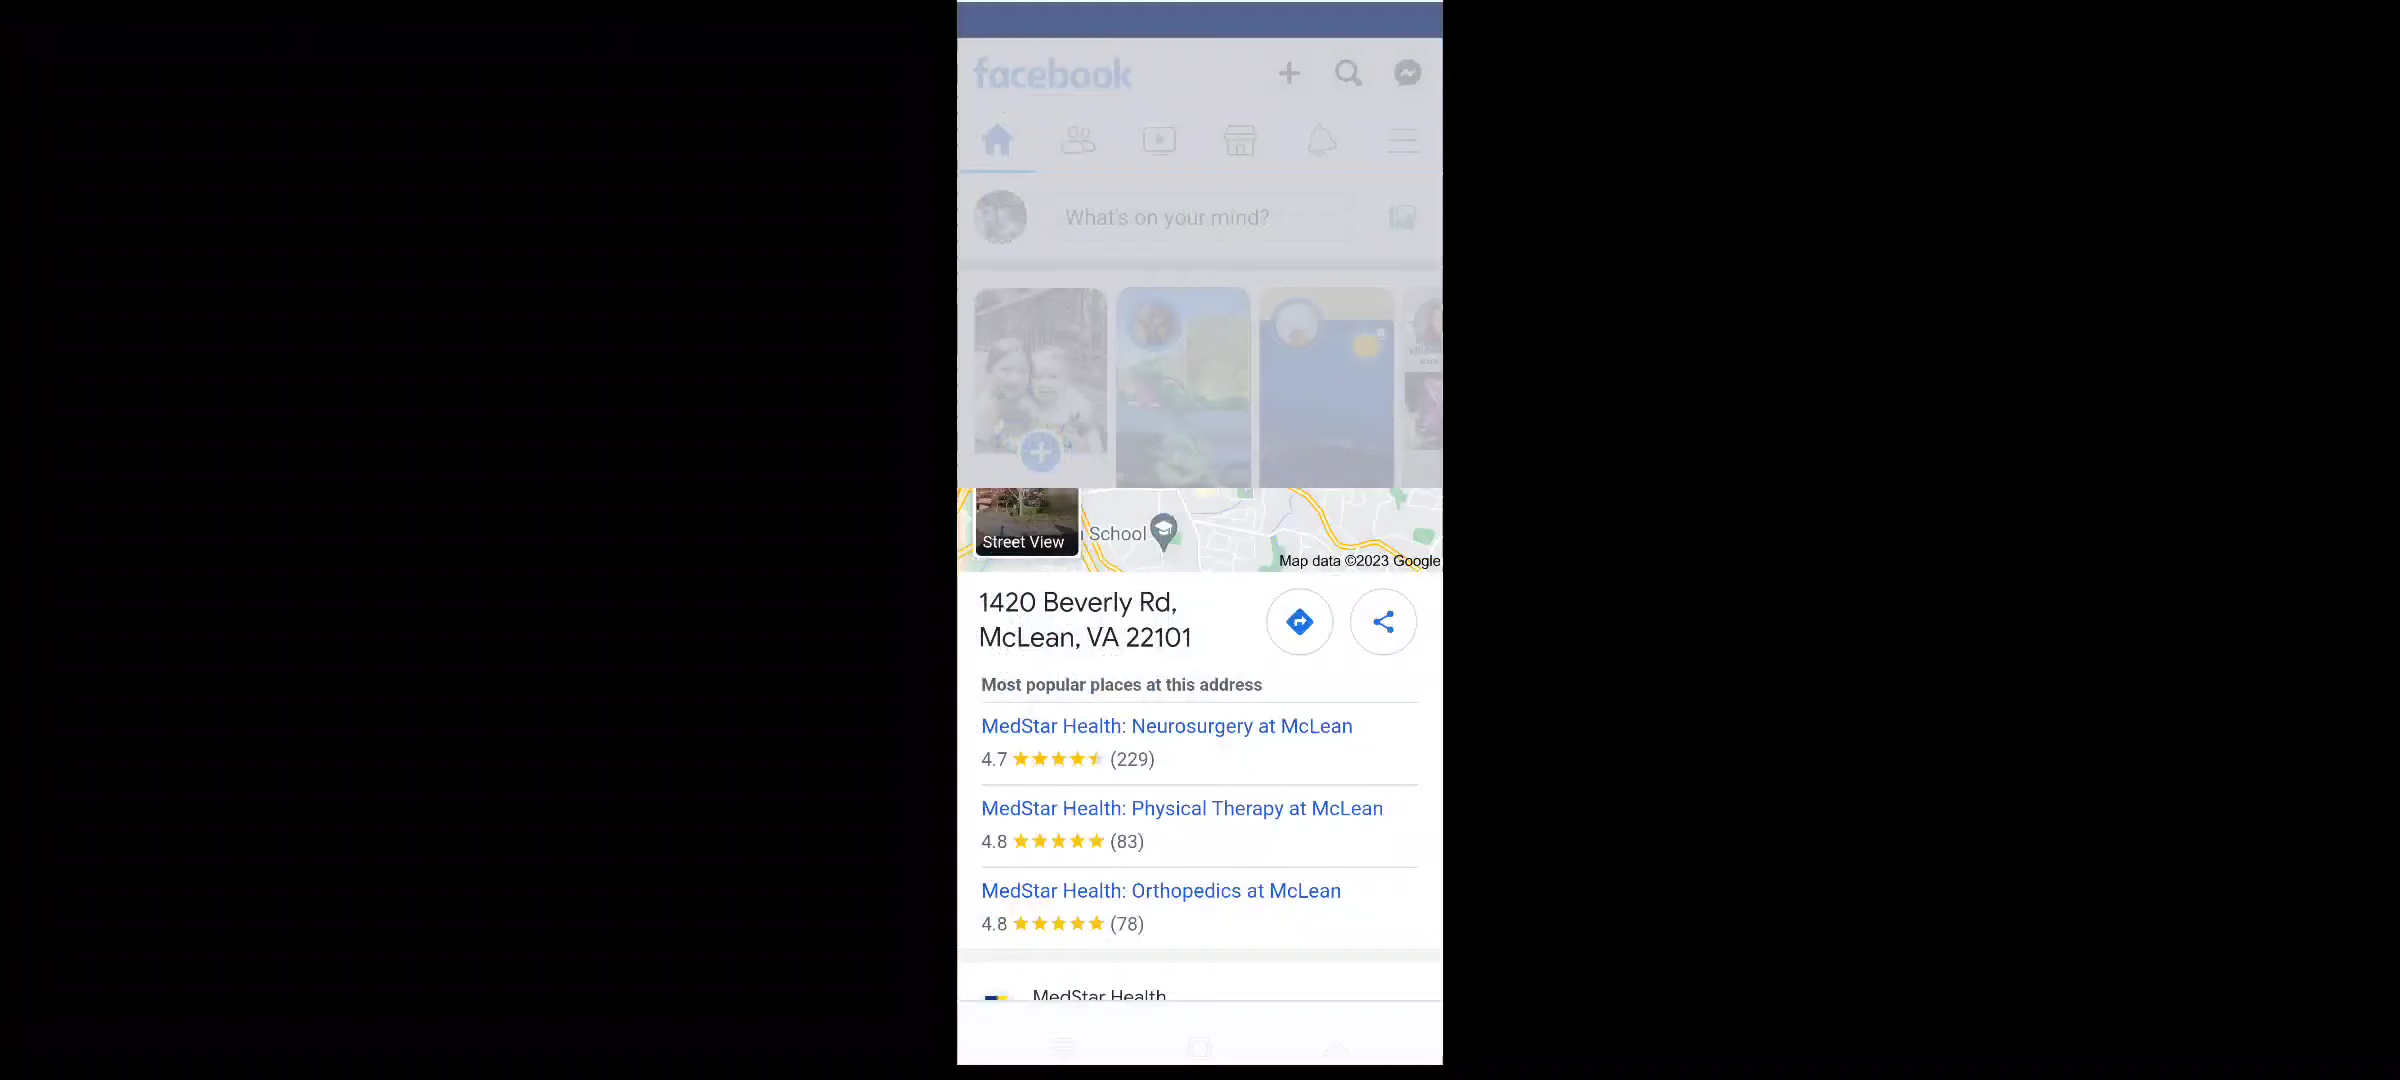 facebook
What's on your mind?
School
Street View
Map data ©2023 Google
1420 Beverly Rd,
McLean, VA 22101
Most popular places at this address
MedStar Health: Neurosurgery at McLean
4.7 (229)
MedStar Health: Physical Therapy at McLean
4.8 (83)
MedStar Health: Orthopedics at McLean
4.8 (78)
MedStar Health